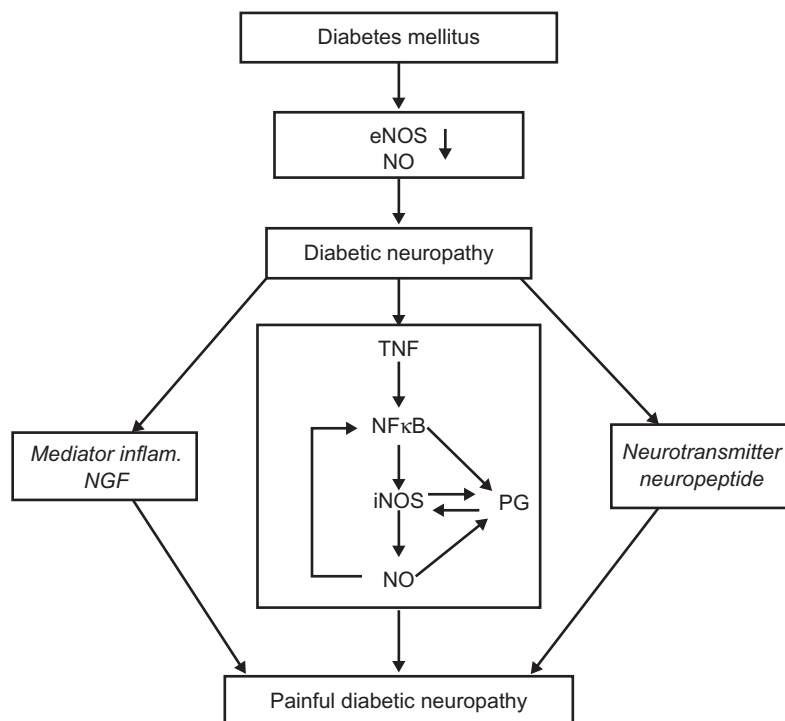 Diabetes mellitus
eNOS
NO
Diabetic neuropathy
TNF
NFκB
Mediator inflam.
NGF
Neurotransmitter
neuropeptide
iNOS
PG
NO
Painful diabetic neuropathy